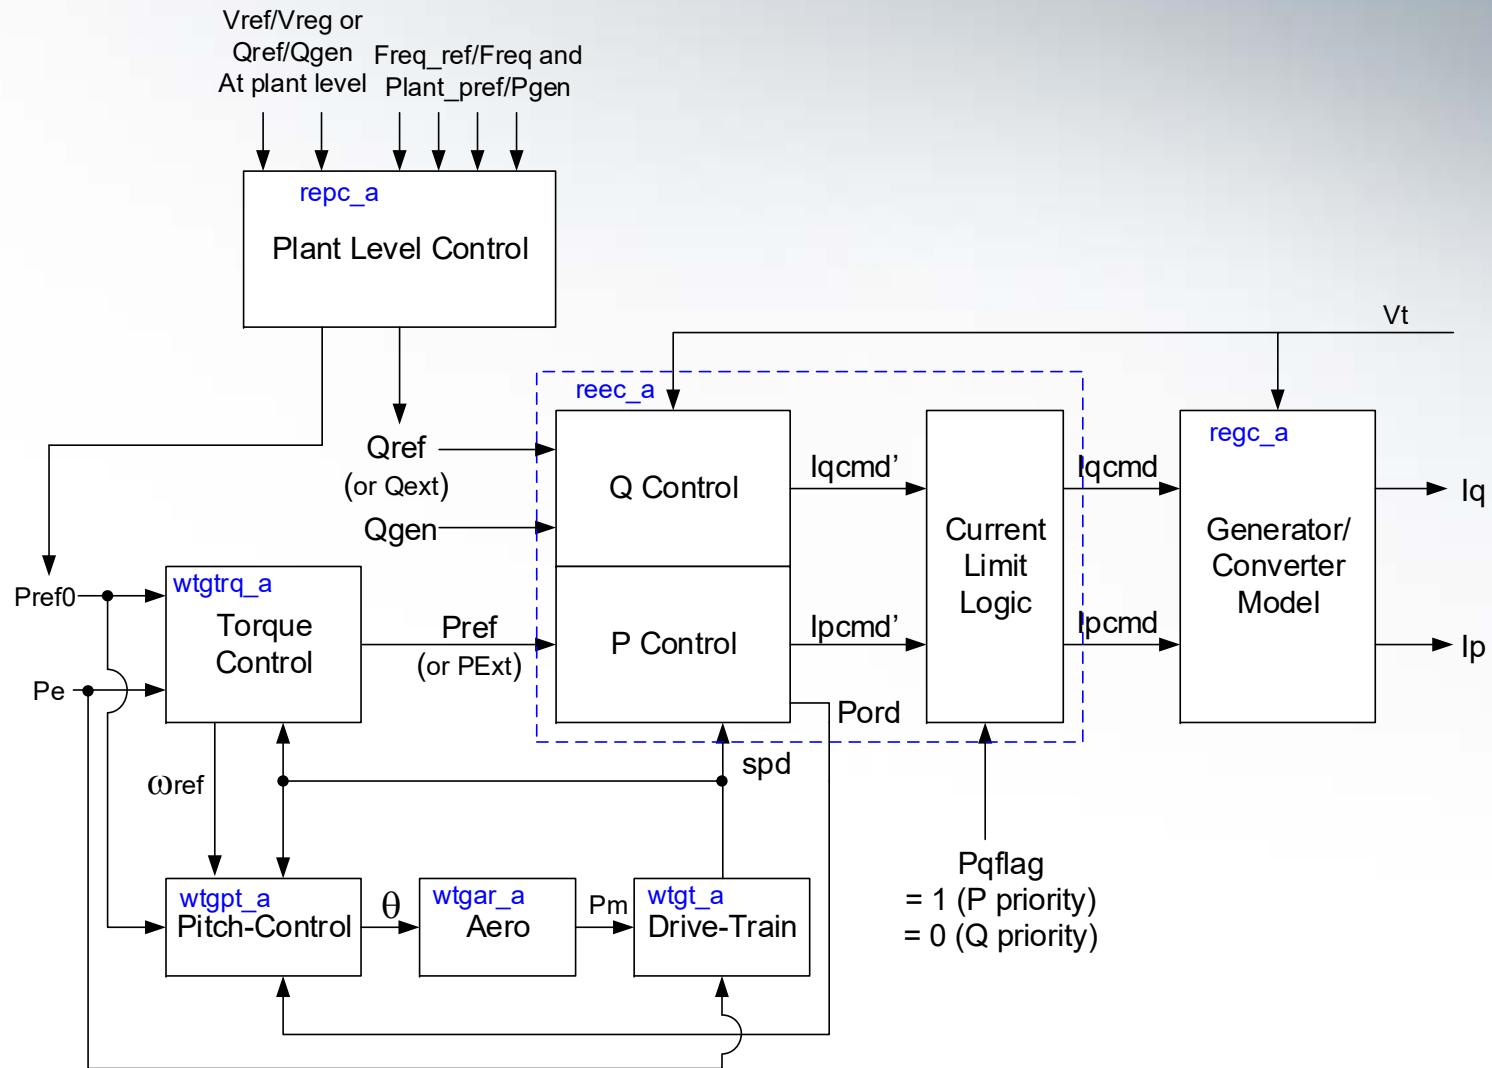 Vref/Vreg or
Qref/Qgen
At plant level
Freq_ref/Freq and
Plant_pref/Pgen
repc_a
Plant Level Control
Vt
reec_a
regc_a
Qref
(or Qext)
Qgen
Q Control
Iqcmd’
Iqcmd
Iq
Current
Limit
Logic
Generator/
Converter
Model
Pref0
wtgtrq_a
Torque
Control
Pref
(or PExt)
P Control
Ipcmd’
Ipcmd
Ip
Pe
Pord
spd
ωref
Pqflag
= 1 (P priority)
= 0 (Q priority)
wtgpt_a
Pitch-Control
θ
wtgar_a
Aero
Pm
wtgt_a
Drive-Train